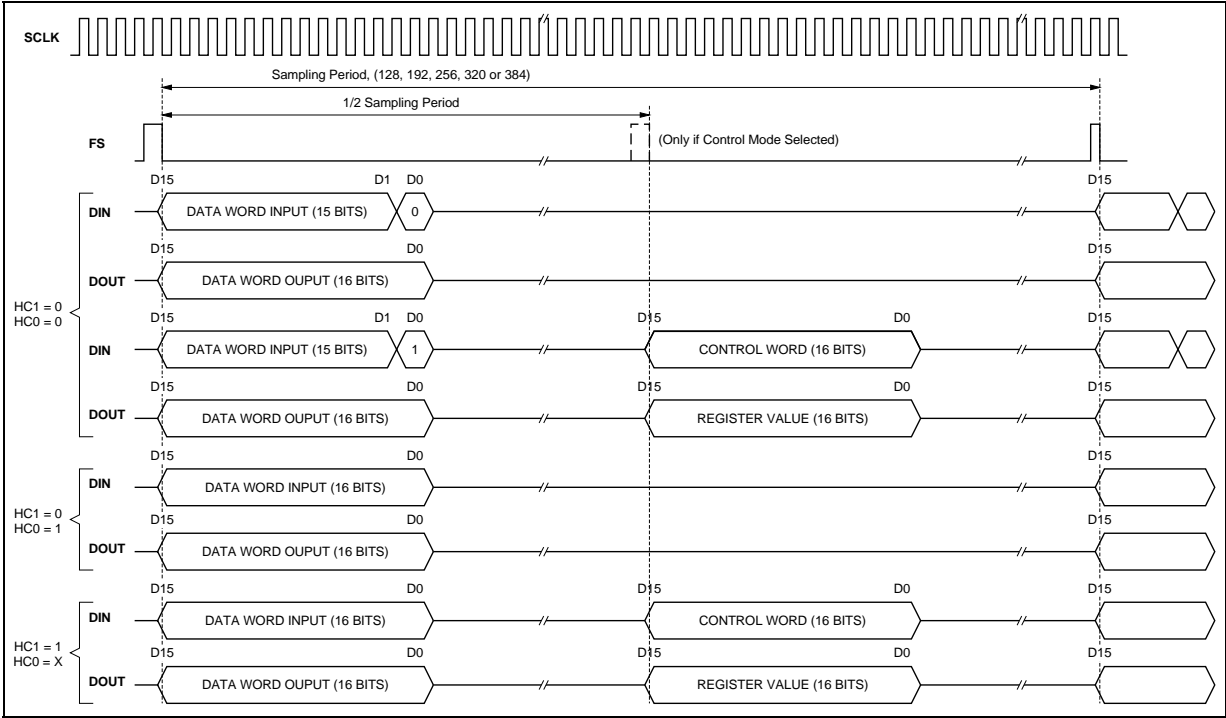 SCLK
Sampling Period, (128, 192, 256, 320 or 384)
1/2 Sampling Period
FS
(Only if Control Mode Selected)
D15 D1 D0 D15
DIN DATA WORD INPUT (15 BITS) 0
D15 D0 D15
DOUT DATA WORD OUPUT (16 BITS)
HC1 = 0
HC0 = 0
D15 D1 D0 D15 D0 D15
DIN DATA WORD INPUT (15 BITS) 1 CONTROL WORD (16 BITS)
D15 D0 D15 D0 D15
DOUT DATA WORD OUPUT (16 BITS) REGISTER VALUE (16 BITS)
D15 D0 D15
DIN DATA WORD INPUT (16 BITS)
HC1 = 0
HC0 = 1
D15 D0 D15
DOUT DATA WORD OUPUT (16 BITS)
D15 D0 D15 D0 D15
DIN DATA WORD INPUT (16 BITS) CONTROL WORD (16 BITS)
HC1 = 1
HC0 = X
D15 D0 D15 D0 D15
DOUT DATA WORD OUPUT (16 BITS) REGISTER VALUE (16 BITS)